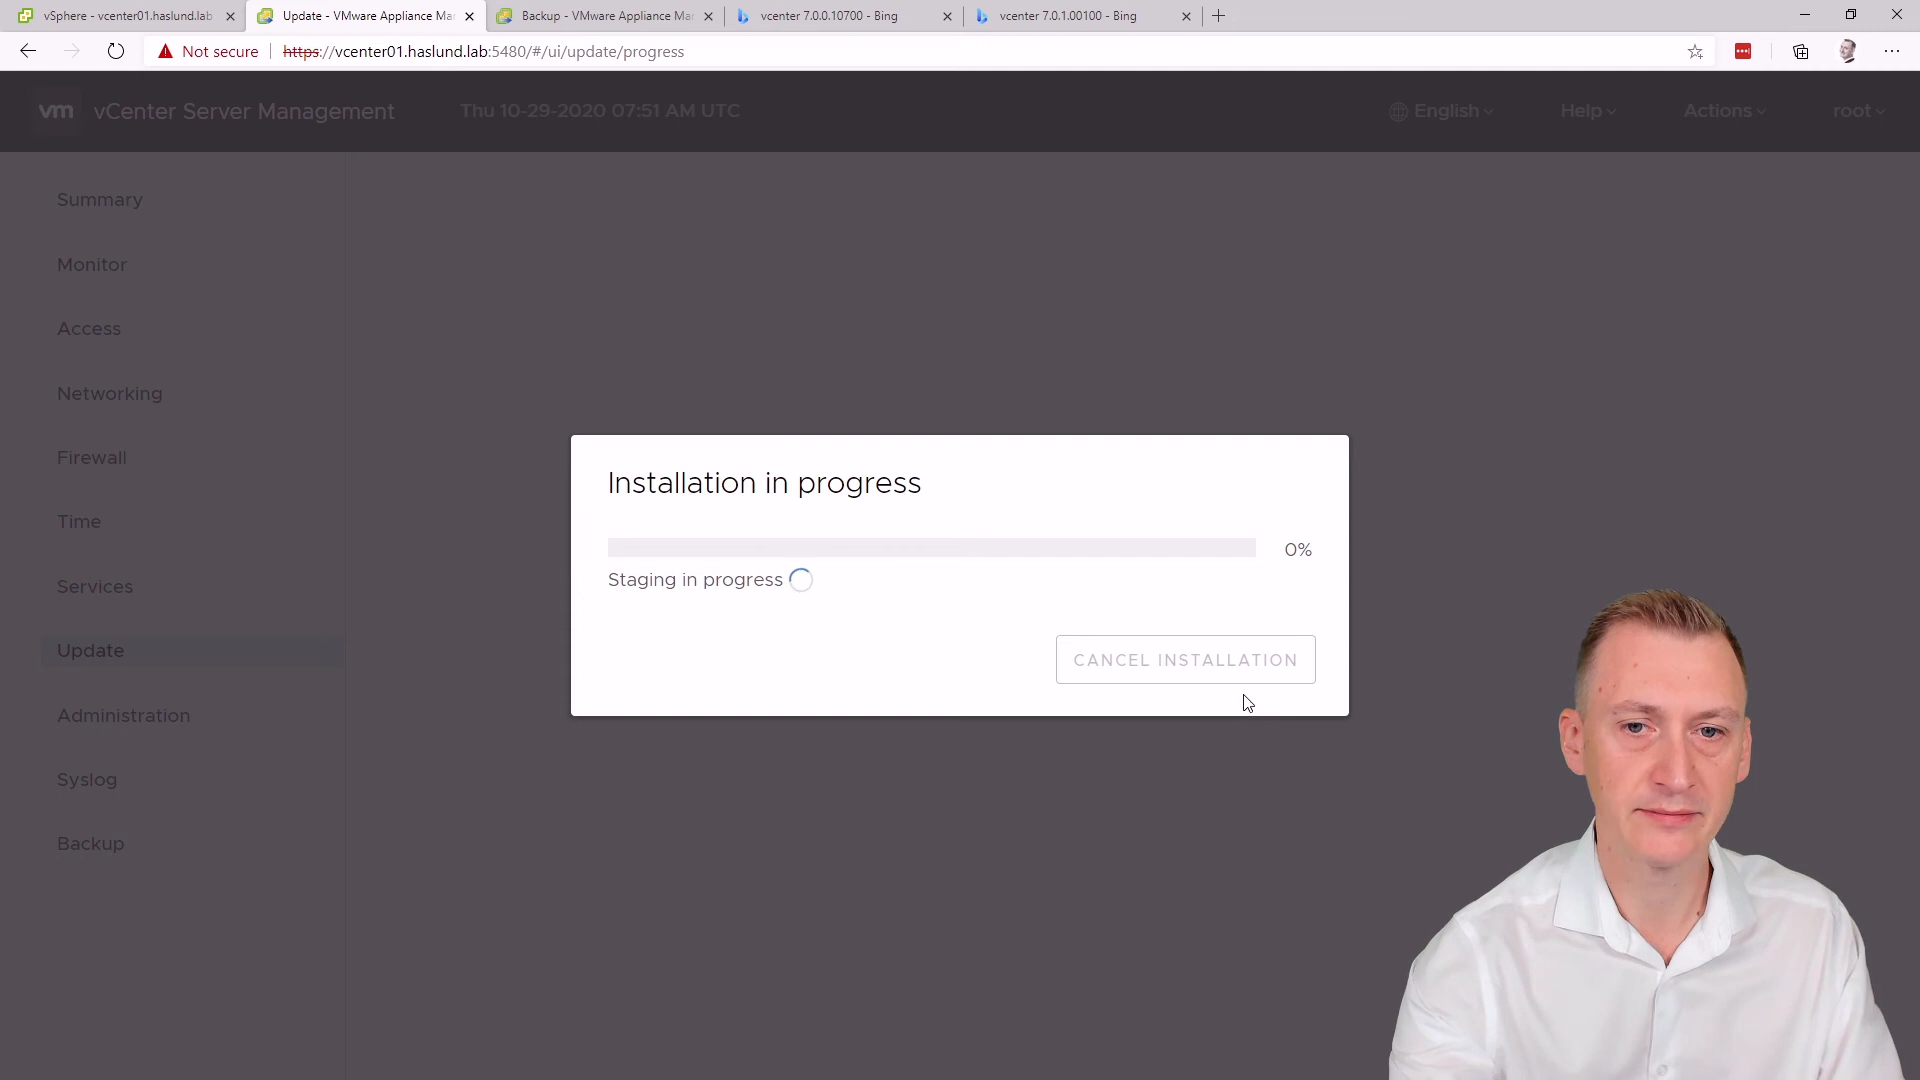 vSphere - vcenter01.haslund.lab
Update - VMware Appliance Ma
Backup - VMware Appliance Ma
vcenter 7.0.0.10700 - Bing
vcenter 7.0.1.00100 - Bing
Not secure
https://vcenter01.haslund.lab:5480/#/ui/update/progress
vm
vCenter Server Management
Thu 10-29-2020 07:51 AM UTC
English
Help
Actions
root
Summary
Monitor
Access
Networking
Firewall
Time
Services
Update
Administration
Syslog
Backup
Installation in progress
0%
Staging in progress
CANCEL INSTALLATION